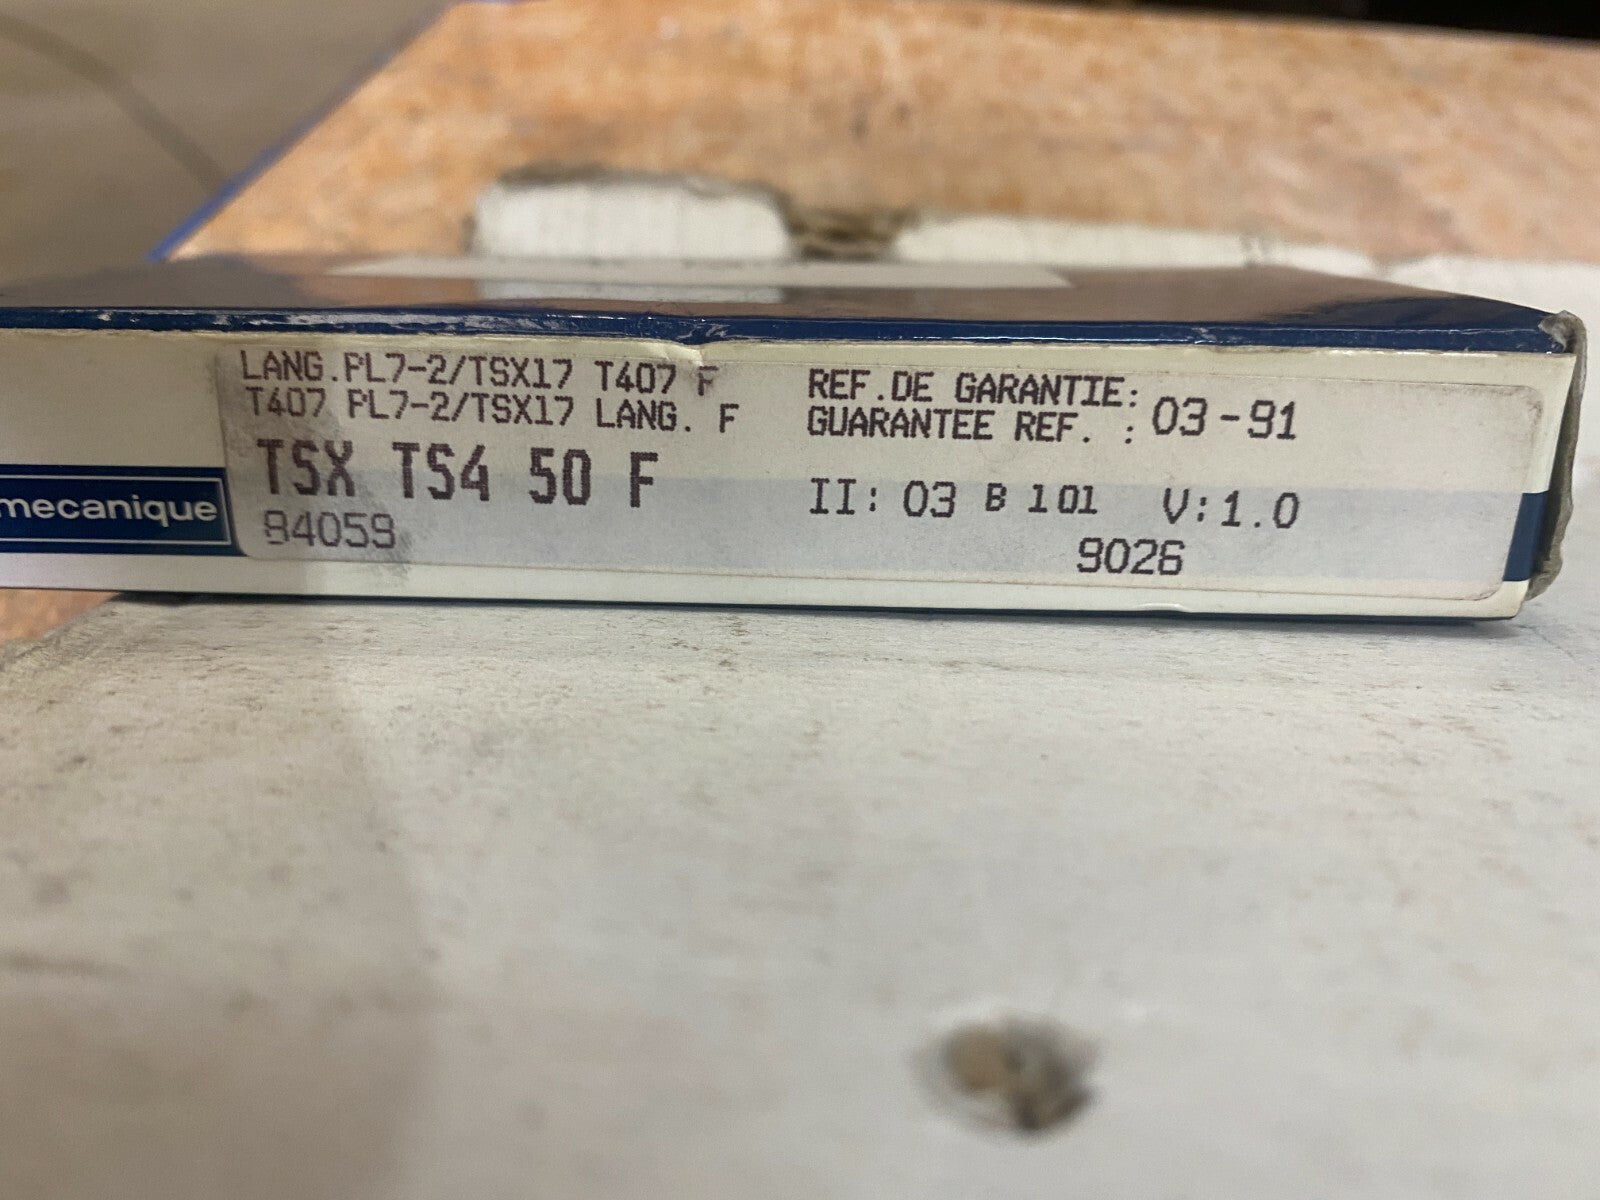 LANG.PL7-2/TSX17 T407 F
T407 PL7-2/TSX17 LANG. F
TSX TS4 50 F
84059
mecanique
REF.DE GARANTIE:
GUARANTEE REF. : 03-91
II: 03 B 101 V:1.0
9026